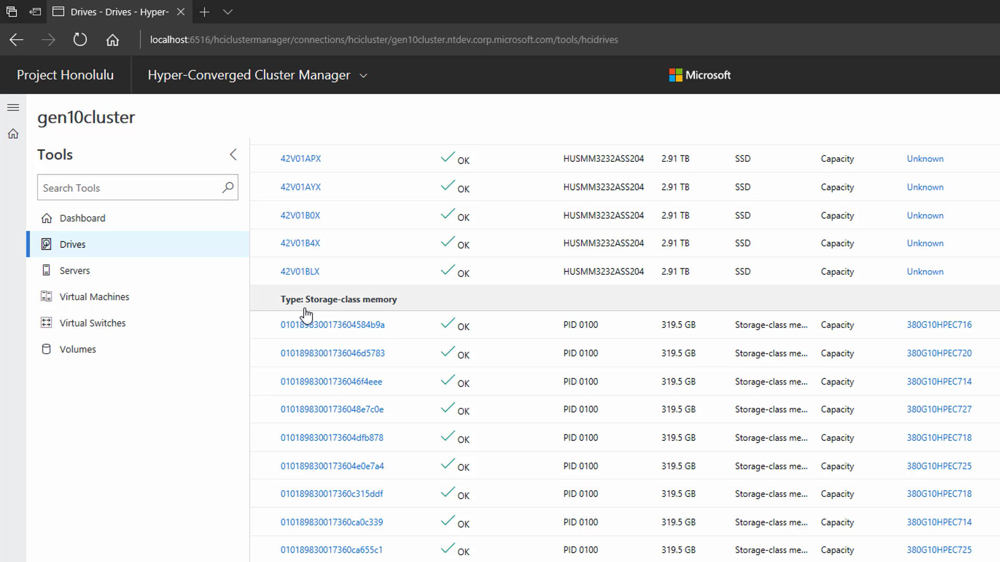 Drives - Drives - Hyper-
localhost:6516/hciclustermanager/connections/hcicluster/gen10cluster.ntdev.corp.microsoft.com/tools/hcidrives
Project Honolulu
Hyper-Converged Cluster Manager
Microsoft
gen10cluster
Tools
Search Tools
Dashboard
Drives
Servers
Virtual Machines
Virtual Switches
Volumes
42V01APX OK HUSMM3232ASS204 2.91 TB SSD Capacity Unknown
42V01AYX OK HUSMM3232ASS204 2.91 TB SSD Capacity Unknown
42V01B0X OK HUSMM3232ASS204 2.91 TB SSD Capacity Unknown
42V01B4X OK HUSMM3232ASS204 2.91 TB SSD Capacity Unknown
42V01BLX OK HUSMM3232ASS204 2.91 TB SSD Capacity Unknown
Type: Storage-class memory
01018983001736045​84b9a OK PID 0100 319.5 GB Storage-class me... Capacity 380G10HPEC716
01018983001736046d5783 OK PID 0100 319.5 GB Storage-class me... Capacity 380G10HPEC720
01018983001736046f4eee OK PID 0100 319.5 GB Storage-class me... Capacity 380G10HPEC714
01018983001736048e7c0e OK PID 0100 319.5 GB Storage-class me... Capacity 380G10HPEC727
0101898300173604dfb878 OK PID 0100 319.5 GB Storage-class me... Capacity 380G10HPEC718
0101898300173604e0e7a4 OK PID 0100 319.5 GB Storage-class me... Capacity 380G10HPEC725
010189830017360c315ddf OK PID 0100 319.5 GB Storage-class me... Capacity 380G10HPEC718
010189830017360ca0c339 OK PID 0100 319.5 GB Storage-class me... Capacity 380G10HPEC714
010189830017360ca655c1 OK PID 0100 319.5 GB Storage-class me... Capacity 380G10HPEC725